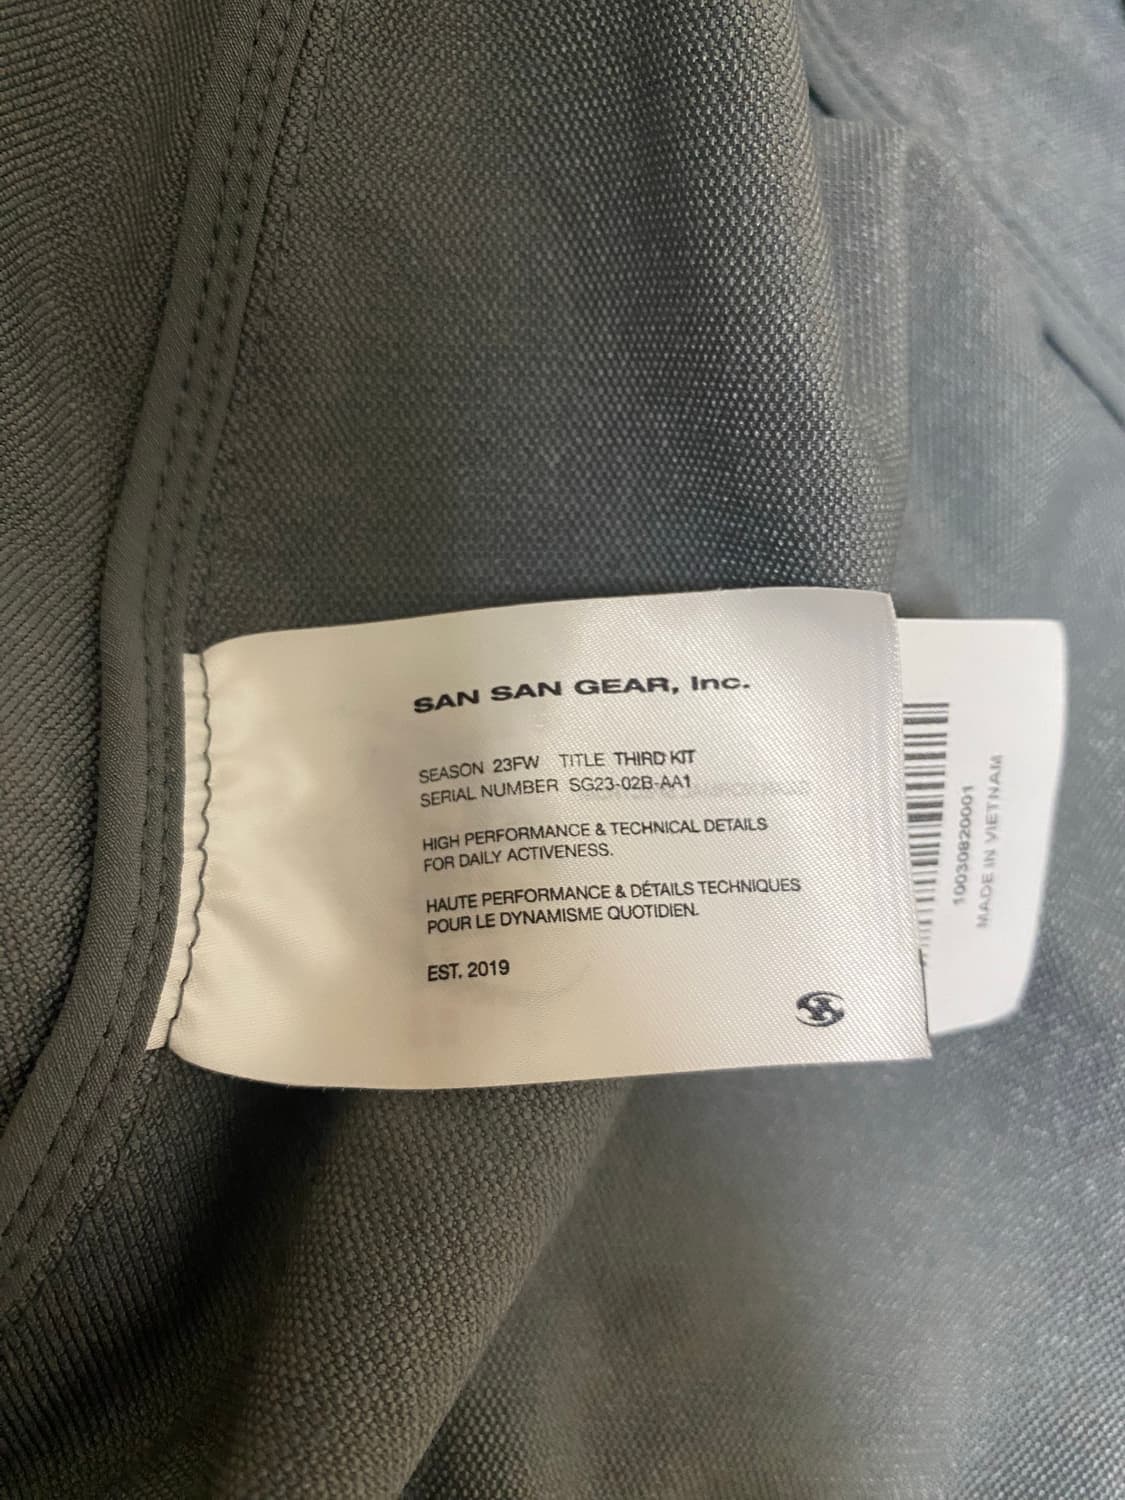 SAN SAN GEAR, Inc.
SEASON 23FW TITLE THIRD KIT
SERIAL NUMBER SG23-02B-AA1
HIGH PERFORMANCE & TECHNICAL DETAILS
FOR DAILY ACTIVENESS.
HAUTE PERFORMANCE & DÉTAILS TECHNIQUES
POUR LE DYNAMISME QUOTIDIEN.
EST. 2019
10030820001
MADE IN VIETNAM